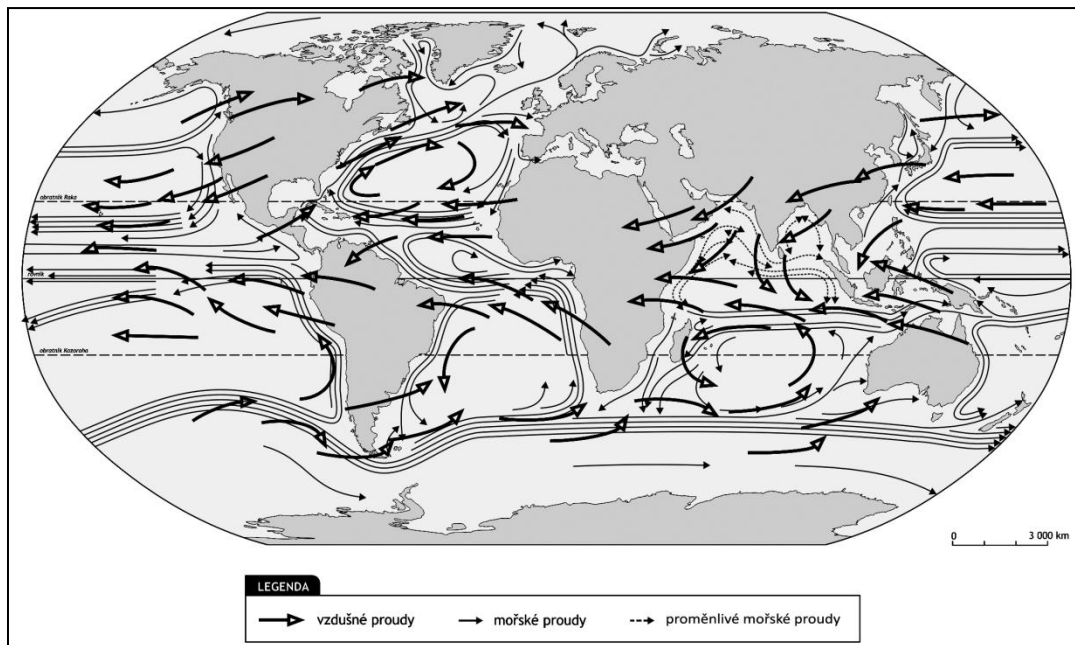 obratník Raka
rovník
obratník Kozoroha
0 3 000 km
LEGENDA
vzdušné proudy mořské proudy proměnlivé mořské proudy